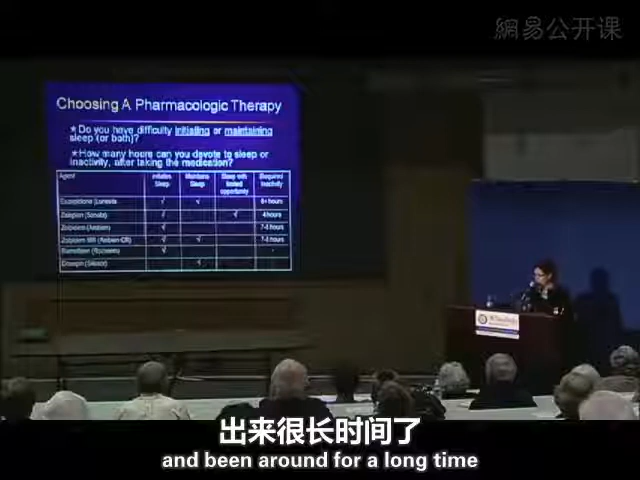 網易公开课
Choosing A Pharmacologic Therapy
Do you have difficulty initiating or maintaining
sleep (or both)?
How many hours can you devote to sleep or
inactivity, after taking the medication?
Agent Initiates Maintains Sleep with Required
Sleep Sleep limited Inactivity
opportunity
Eszopiclone (Lunesta √ √ 8+ hours
Zaleplon (Sonata) √ √ 4 hours
Zolpidem (Ambien) √ 7-8 hours
Zolpidem MR (Ambien CR) √ √ 7-8 hours
Ramelteon (Rozerem) √ -
Doxepin (Silenor) √
出来很长时间了
and been around for a long time